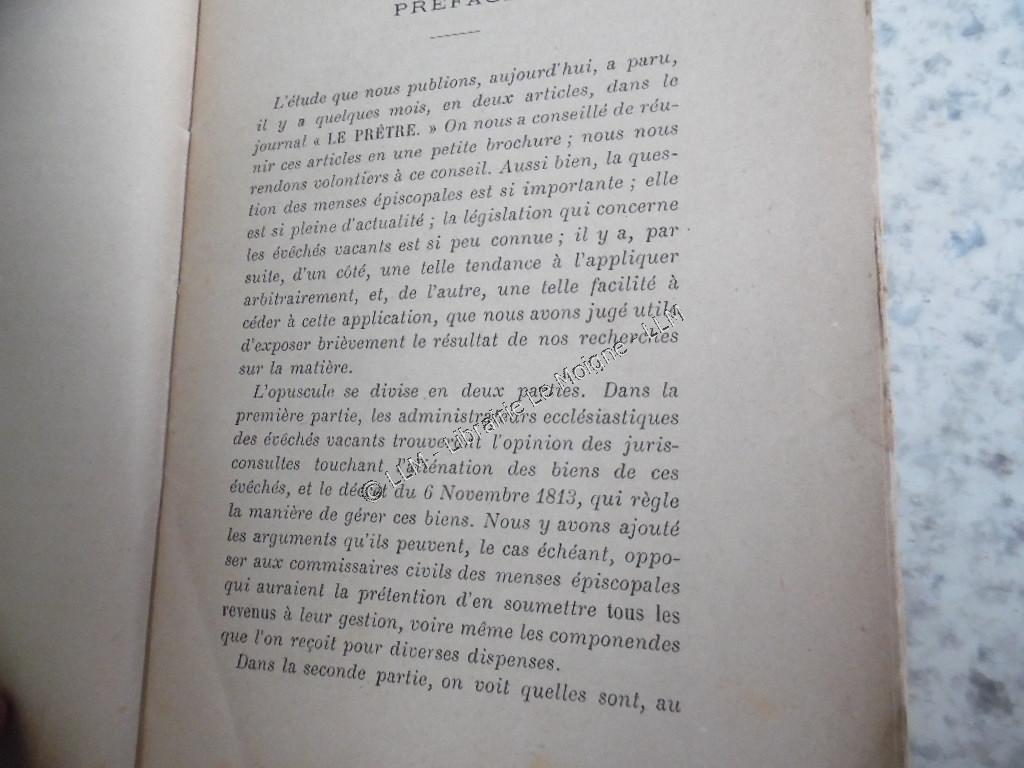 PRÉFACE
L'étude que nous publions, aujourd'hui, a paru,
il y a quelques mois, en deux articles, dans le
journal « LE PRÊTRE. » On nous a conseillé de réu-
nir ces articles en une petite brochure ; nous nous
rendons volontiers à ce conseil. Aussi bien, la ques-
tion des menses épiscopales est si importante ; elle
est si pleine d'actualité ; la législation qui concerne
les évêchés vacants est si peu connue ; il y a, par
suite, d'un côté, une telle tendance à l'appliquer
arbitrairement, et, de l'autre, une telle facilité à
céder à cette application, que nous avons jugé utile
d'exposer brièvement le résultat de nos recherches
sur la matière.
L'opuscule se divise en deux parties. Dans la
première partie, les administrateurs ecclésiastiques
des évêchés vacants trouveront l'opinion des juris-
consultes touchant l'aliénation des biens de ces
évêchés, et le décret du 6 Novembre 1813, qui règle
la manière de gérer ces biens. Nous y avons ajouté
les arguments qu'ils peuvent, le cas échéant, oppo-
ser aux commissaires civils des menses épiscopales
qui auraient la prétention d'en soumettre tous les
revenus à leur gestion, voire même les componendes
que l'on reçoit pour diverses dispenses.
Dans la seconde partie, on voit quelles sont, au
© LLM - Librairie Le Moigne - LLM